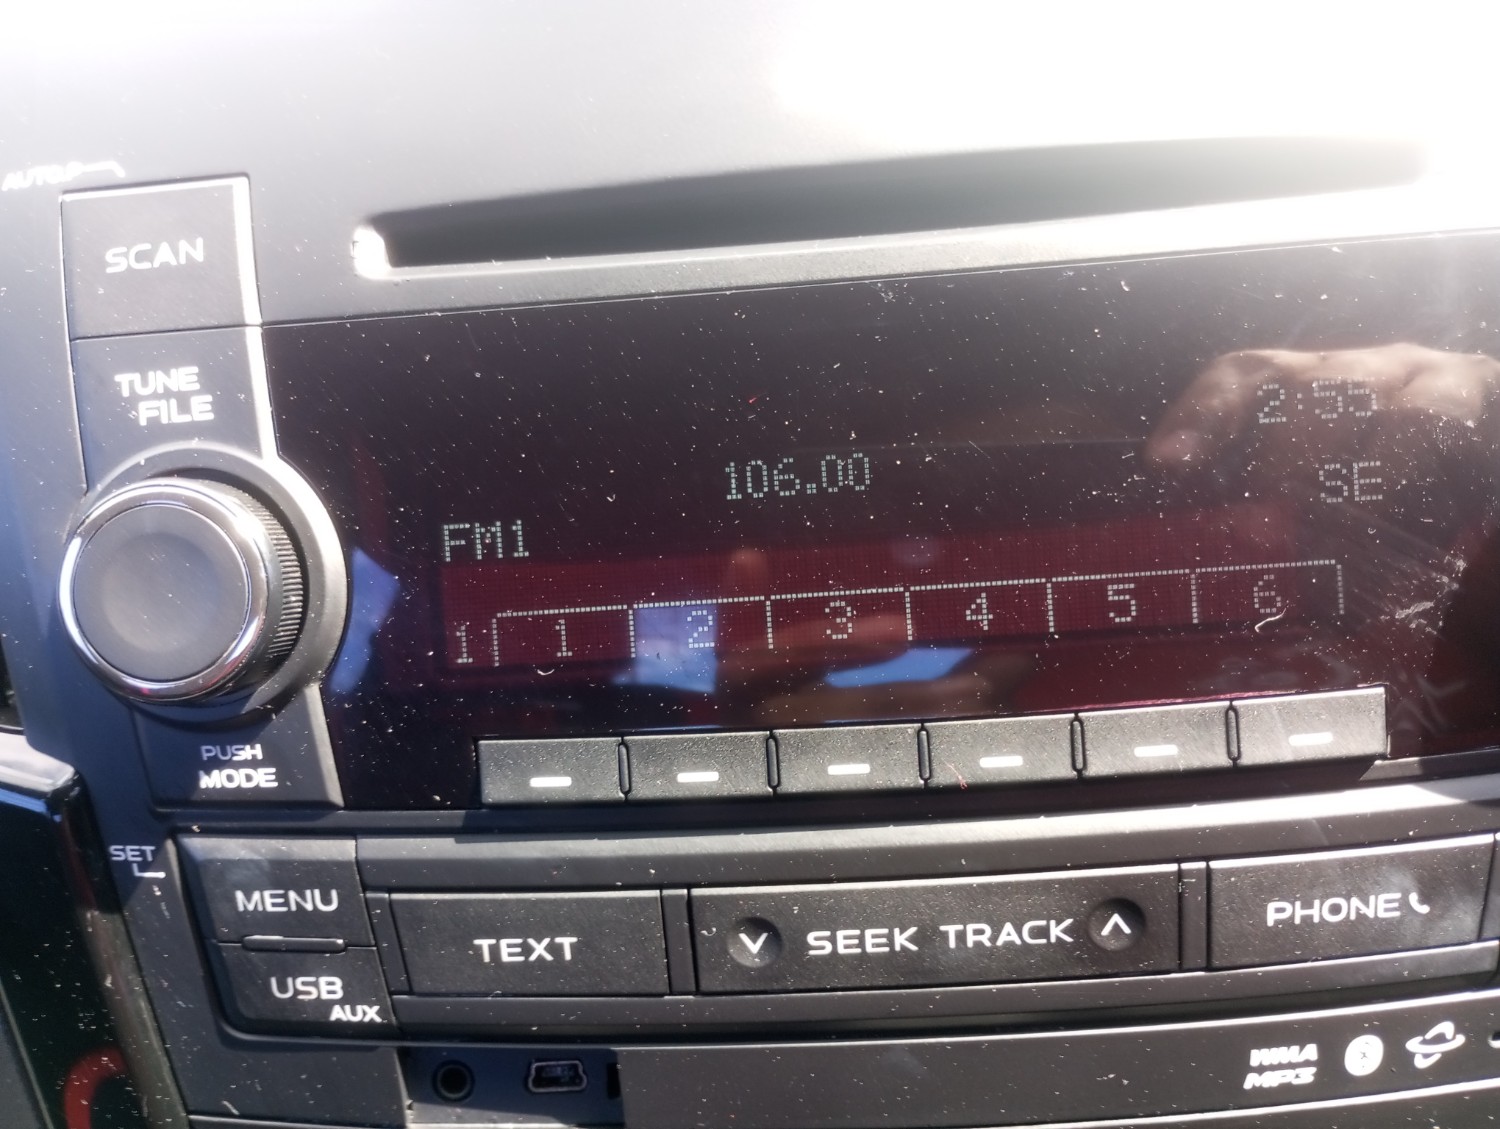 AUTO.P
SCAN
TUNE
FILE
2:55
106.00
SE
FM1
1 1 2 3 4 5 6
PUSH
MODE
SET
MENU
TEXT
SEEK TRACK
PHONE
USB
AUX
WMA
MP3